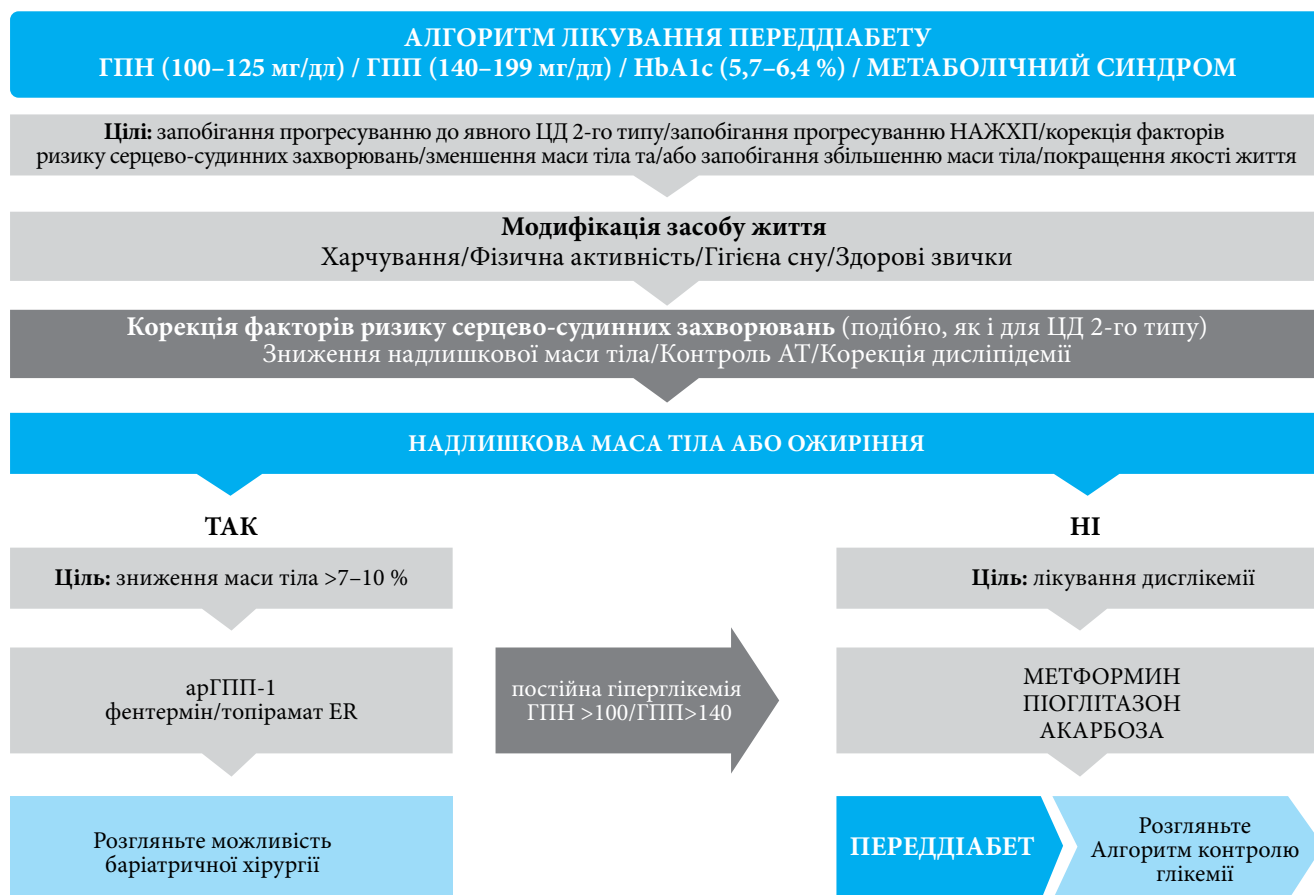 АЛГОРИТМ ЛІКУВАННЯ ПЕРЕДДІАБЕТУ
ГПН (100–125 мг/дл) / ГПП (140–199 мг/дл) / HbA1c (5,7–6,4 %) / МЕТАБОЛІЧНИЙ СИНДРОМ
Цілі: запобігання прогресуванню до явного ЦД 2-го типу/запобігання прогресуванню НАЖХП/корекція факторів
ризику серцево-судинних захворювань/зменшення маси тіла та/або запобігання збільшенню маси тіла/покращення якості життя
Модифікація засобу життя
Харчування/Фізична активність/Гігієна сну/Здорові звички
Корекція факторів ризику серцево-судинних захворювань (подібно, як і для ЦД 2-го типу)
Зниження надлишкової маси тіла/Контроль АТ/Корекція дисліпідемії
НАДЛИШКОВА МАСА ТІЛА АБО ОЖИРІННЯ
ТАК
Ціль: зниження маси тіла >7–10 %
арГПП-1
фентермін/топірамат ER
Розгляньте можливість
баріатричної хірургії
постійна гіперглікемія
ГПН >100/ГПП>140
НІ
Ціль: лікування дисглікемії
МЕТФОРМИН
ПІОГЛІТАЗОН
АКАРБОЗА
ПЕРЕДДІАБЕТ
Розгляньте
Алгоритм контролю
глікемії